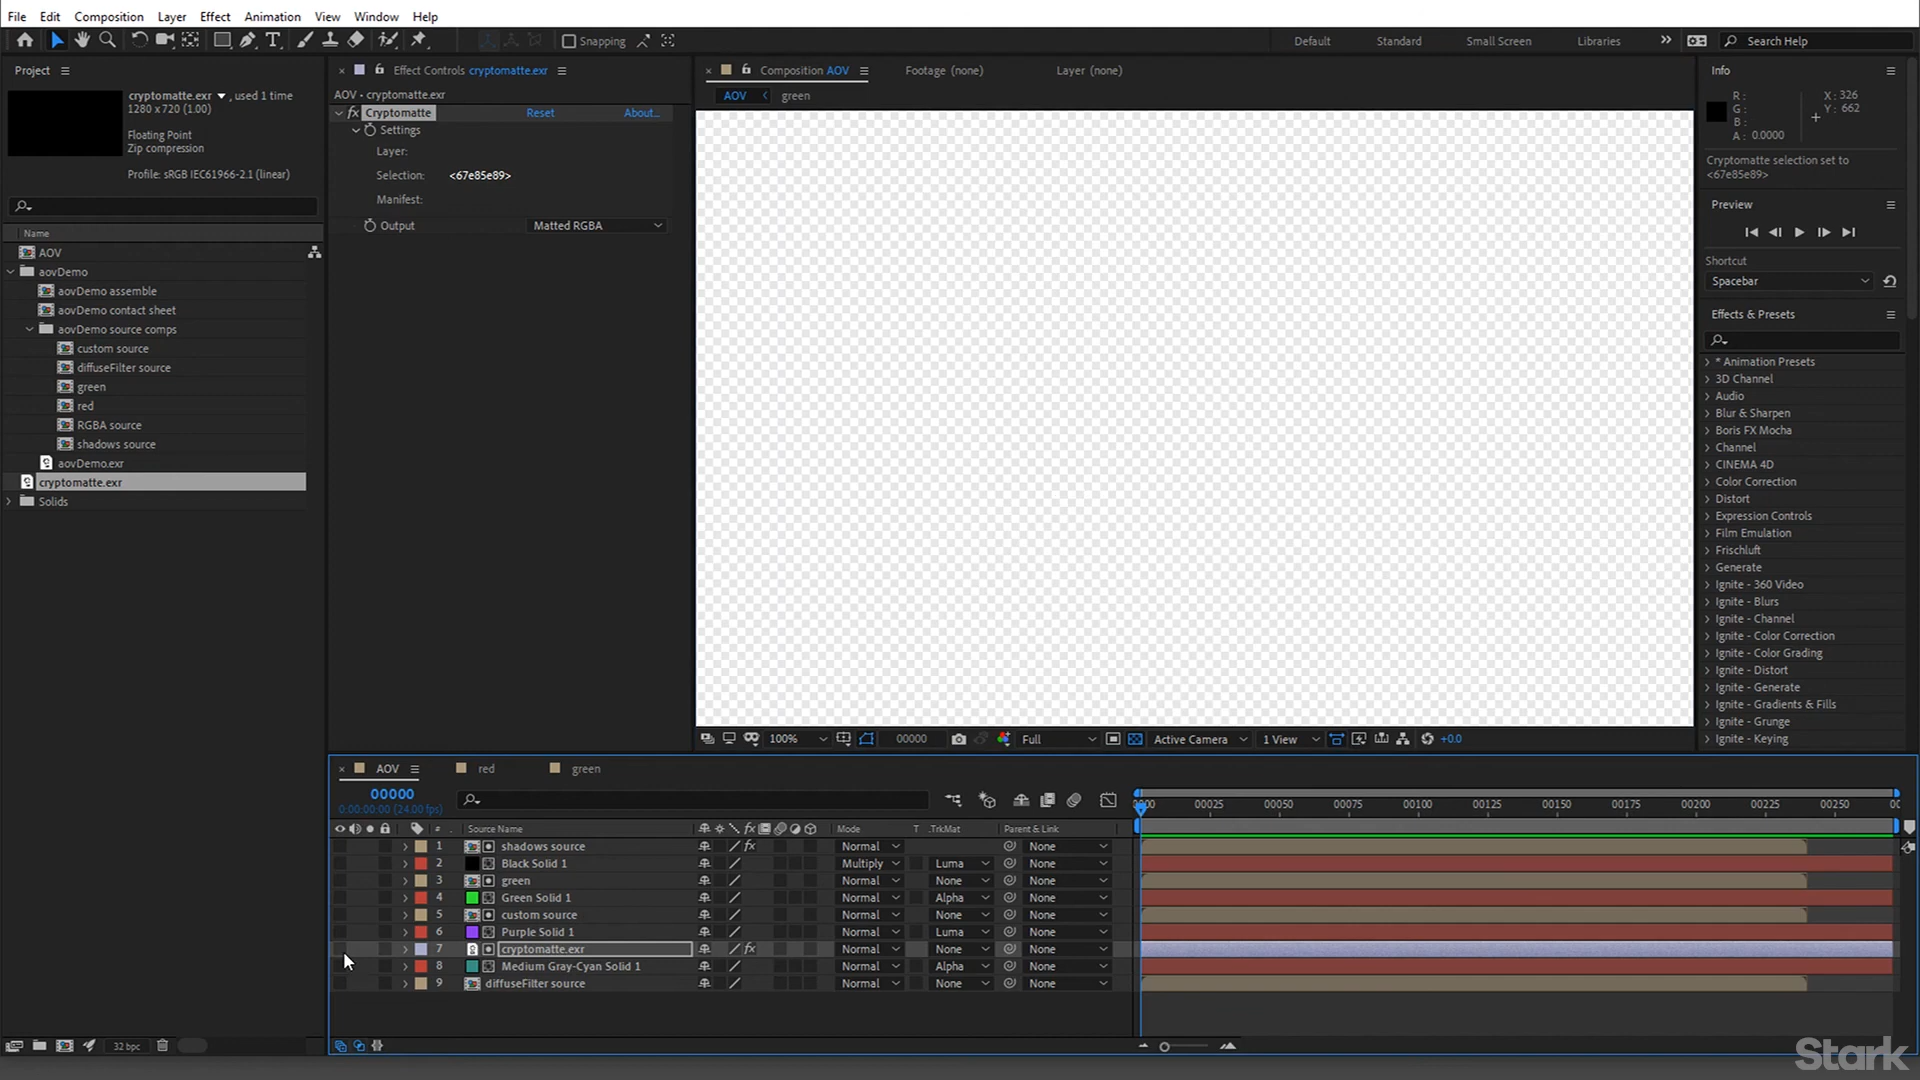 File Edit Composition Layer Effect Animation View Window Help
Snapping
Default Standard Small Screen Libraries Search Help
Project
cryptomatte.exr , used 1 time
1280 x 720 (1.00)
Floating Point
Zip compression
Profile: sRGB IEC61966-2.1 (linear)
Name
AOV
aovDemo
aovDemo assemble
aovDemo contact sheet
aovDemo source comps
custom source
diffuseFilter source
green
red
RGBA source
shadows source
aovDemo.exr
cryptomatte.exr
Solids
32 bpc
Effect Controls cryptomatte.exr
AOV • cryptomatte.exr
fx Cryptomatte Reset About...
Settings
Layer:
Selection: <67e85e89>
Manifest:
Output Matted RGBA
Composition AOV Footage (none) Layer (none)
AOV green
100% 00000 Full Active Camera 1 View +0.0
Info
R: X: 326
G: Y: 662
B:
A: 0.0000
Cryptomatte selection set to
<67e85e89>
Preview
Shortcut
Spacebar
Effects & Presets
* Animation Presets
3D Channel
Audio
Blur & Sharpen
Boris FX Mocha
Channel
CINEMA 4D
Color Correction
Distort
Expression Controls
Film Emulation
Frischluft
Generate
Ignite - 360 Video
Ignite - Blurs
Ignite - Channel
Ignite - Color Correction
Ignite - Color Grading
Ignite - Distort
Ignite - Generate
Ignite - Gradients & Fills
Ignite - Grunge
Ignite - Keying
AOV red green
00000
0:00:00:00 (24.00 fps)
00025 00050 00075 00100 00125 00150 00175 00200 00225 00250
# Source Name fx Mode T .TrkMat Parent & Link
1 shadows source fx Normal None
2 Black Solid 1 Multiply Luma None
3 green Normal None None
4 Green Solid 1 Normal Alpha None
5 custom source Normal None None
6 Purple Solid 1 Normal Luma None
7 cryptomatte.exr fx Normal None None
8 Medium Gray-Cyan Solid 1 Normal Alpha None
9 diffuseFilter source Normal None None
Stark